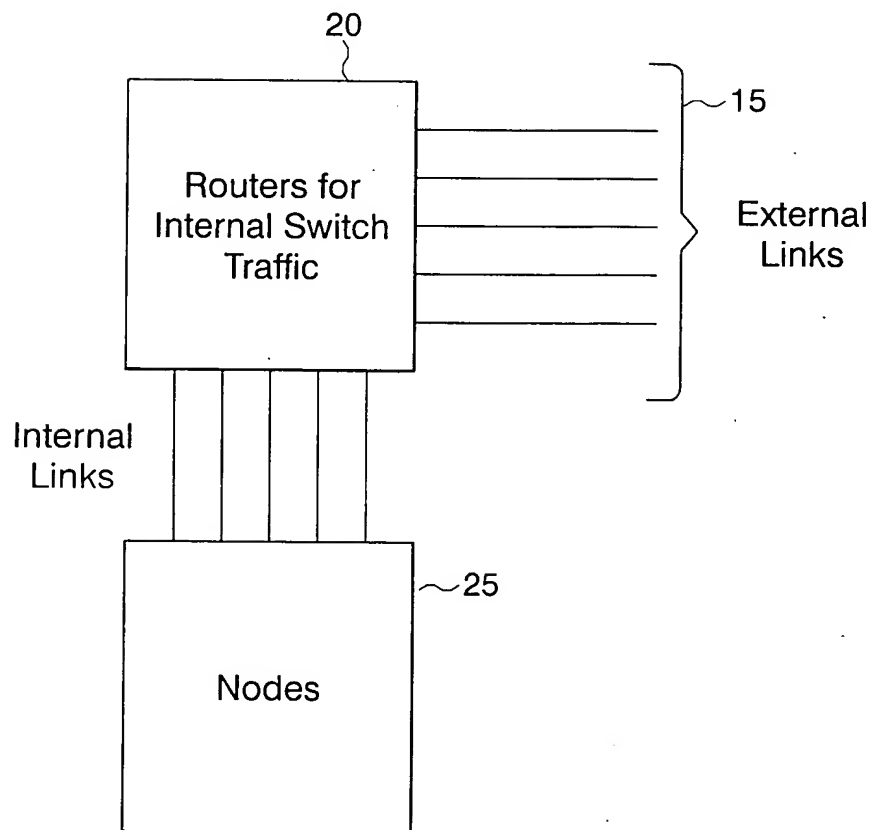 20
15
Routers for
Internal Switch
Traffic
External
Links
Internal
Links
25
Nodes